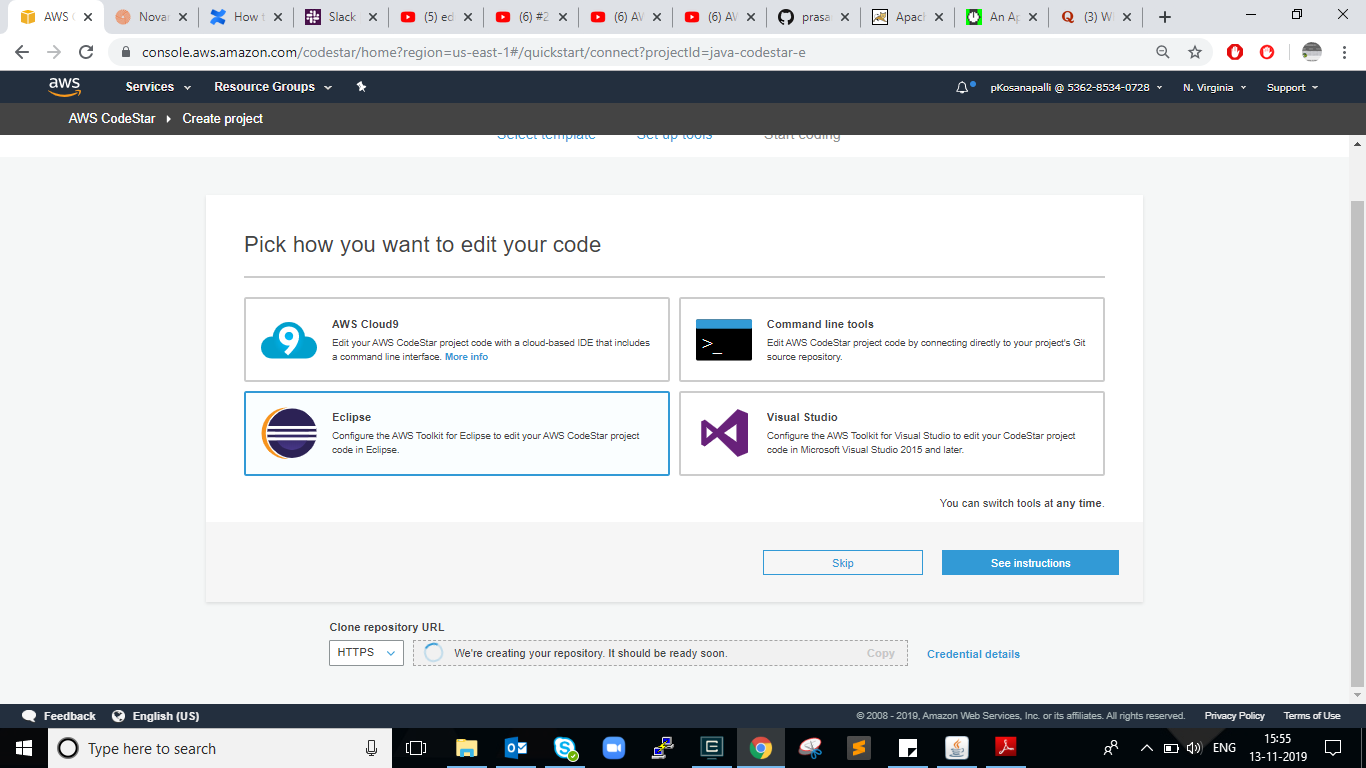 AWS C
Novar
How t
Slack
(5) ed
(6) #2
(6) AV
(6) AV
prasa
Apach
An Ap
(3) W
console.aws.amazon.com/codestar/home?region=us-east-1#/quickstart/connect?projectId=java-codestar-e
aws
Services
Resource Groups
pKosanapalli @ 5362-8534-0728
N. Virginia
Support
AWS CodeStar
Create project
Select template
Set up tools
Start coding
Pick how you want to edit your code
9
AWS Cloud9
Edit your AWS CodeStar project code with a cloud-based IDE that includes
a command line interface. More info
>_
Command line tools
Edit AWS CodeStar project code by connecting directly to your project's Git
source repository.
Eclipse
Configure the AWS Toolkit for Eclipse to edit your AWS CodeStar project
code in Eclipse.
Visual Studio
Configure the AWS Toolkit for Visual Studio to edit your CodeStar project
code in Microsoft Visual Studio 2015 and later.
You can switch tools at any time.
Skip
See instructions
Clone repository URL
HTTPS
We're creating your repository. It should be ready soon.
Copy
Credential details
Feedback
English (US)
© 2008 - 2019, Amazon Web Services, Inc. or its affiliates. All rights reserved.
Privacy Policy
Terms of Use
Type here to search
ENG
15:55
13-11-2019